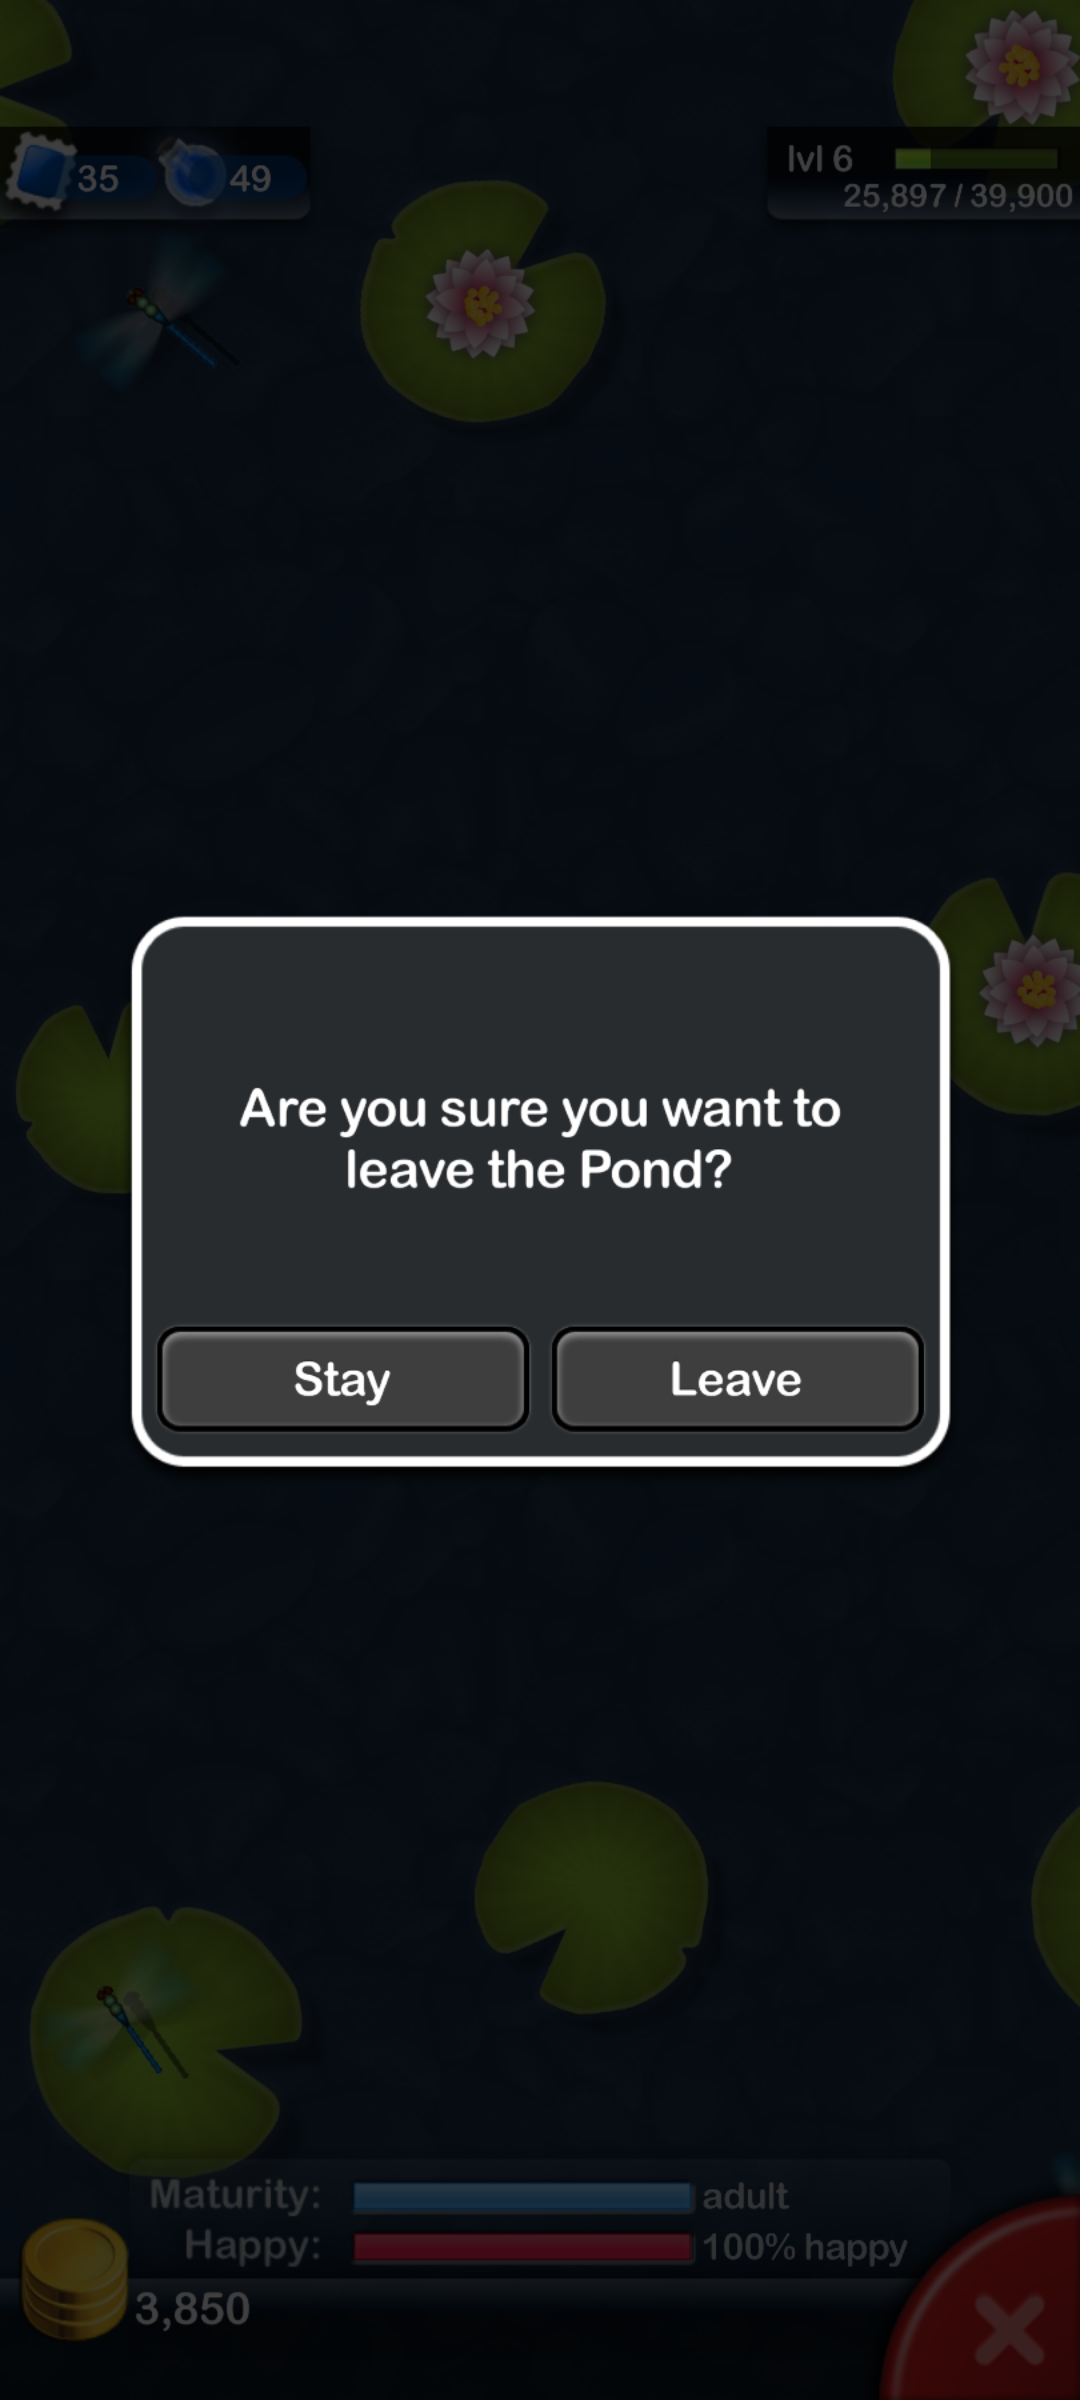 35
49
lvl 6
25,897 / 39,900
Are you sure you want to
leave the Pond?
Stay
Leave
Maturity:
adult
Happy:
100% happy
3,850